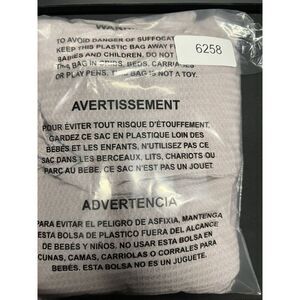 WARN
TO AVOID DANGER OF SUFFOCAT
KEEP THIS PLASTIC BAG AWAY F
6258
BABIES AND CHILDREN, DO NOT
THIS BAG IN CRIBS, BEDS, CARRIAGES
OR PLAY PENS. THIS BAG IS NOT A TOY.
AVERTISSEMENT
POUR ÉVITER TOUT RISQUE D'ÉTOUFFEMENT,
GARDEZ CE SAC EN PLASTIQUE LOIN DES
BÉBÉS ET LES ENFANTS, N'UTILISEZ PAS CE
SAC DANS LES BERCEAUX, LITS, CHARIOTS OU
PARC AU BEBE, CE SAC N'EST PAS UN JOUET.
ADVERTENCIA
PARA EVITAR EL PELIGRO DE ASFIXIA, MANTENGA
ESTA BOLSA DE PLASTICO FUERA DEL ALCANCE
DE BEBÉS Y NIÑOS. NO USAR ESTA BOLSA EN
CUNAS, CAMAS, CARRIOLAS O CORRALES PARA
BEBÉS. ESTA BOLSA NO ES UN JUGUETE.